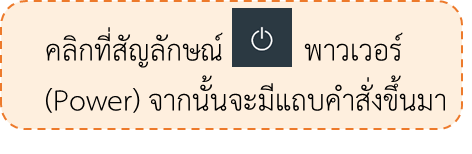 คลิกที่สัญลักษณ์ พาวเวอร์
(Power) จากนั้นจะมีแถบคำสั่งขึ้นมา